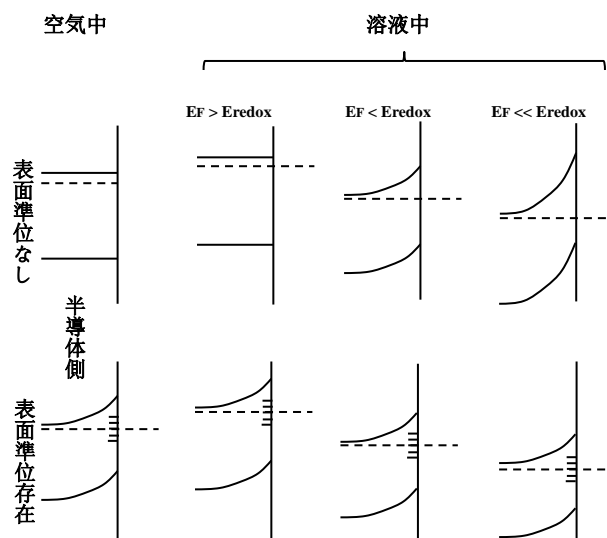 空気中
溶液中
EF > Eredox
EF < Eredox
EF << Eredox
表面準位なし
半導体側
表面準位存在